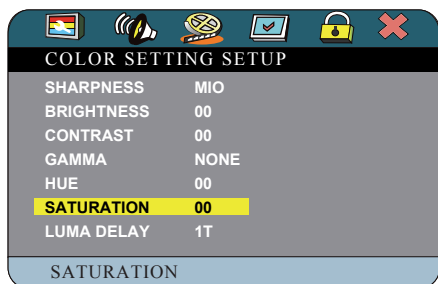 COLOR SETTING SETUP
SHARPNESS MIO
BRIGHTNESS 00
CONTRAST 00
GAMMA NONE
HUE 00
SATURATION 00
LUMA DELAY 1T
SATURATION